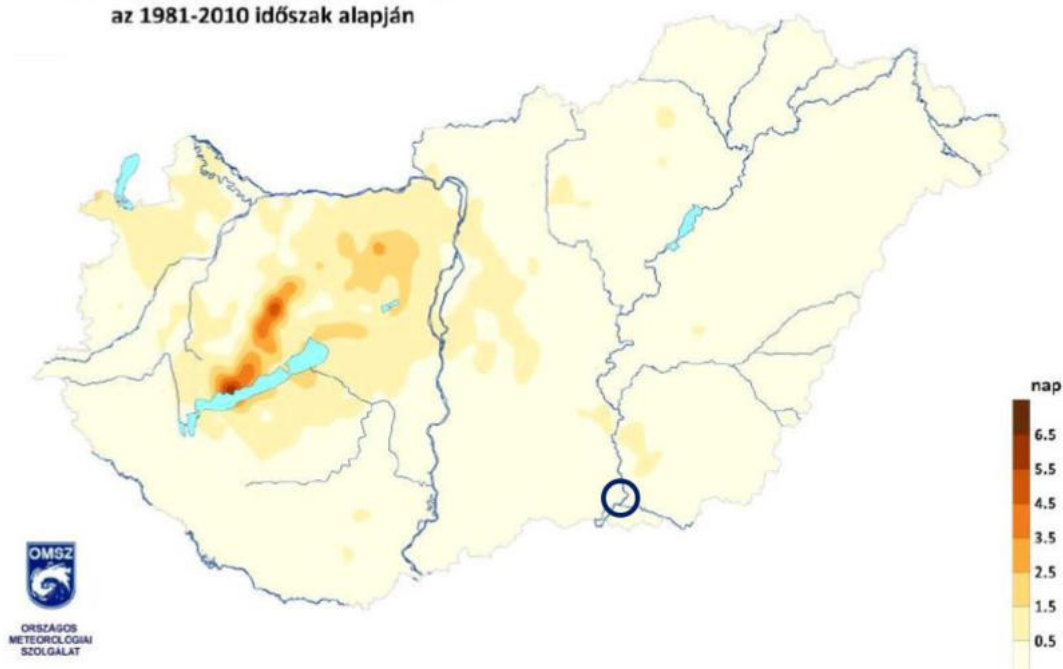 az 1981-2010 időszak alapján
nap
6.5
5.5
4.5
3.5
2.5
1.5
0.5
OMSZ
ORSZÁGOS
METEOROLÓGIAI
SZOLGÁLAT